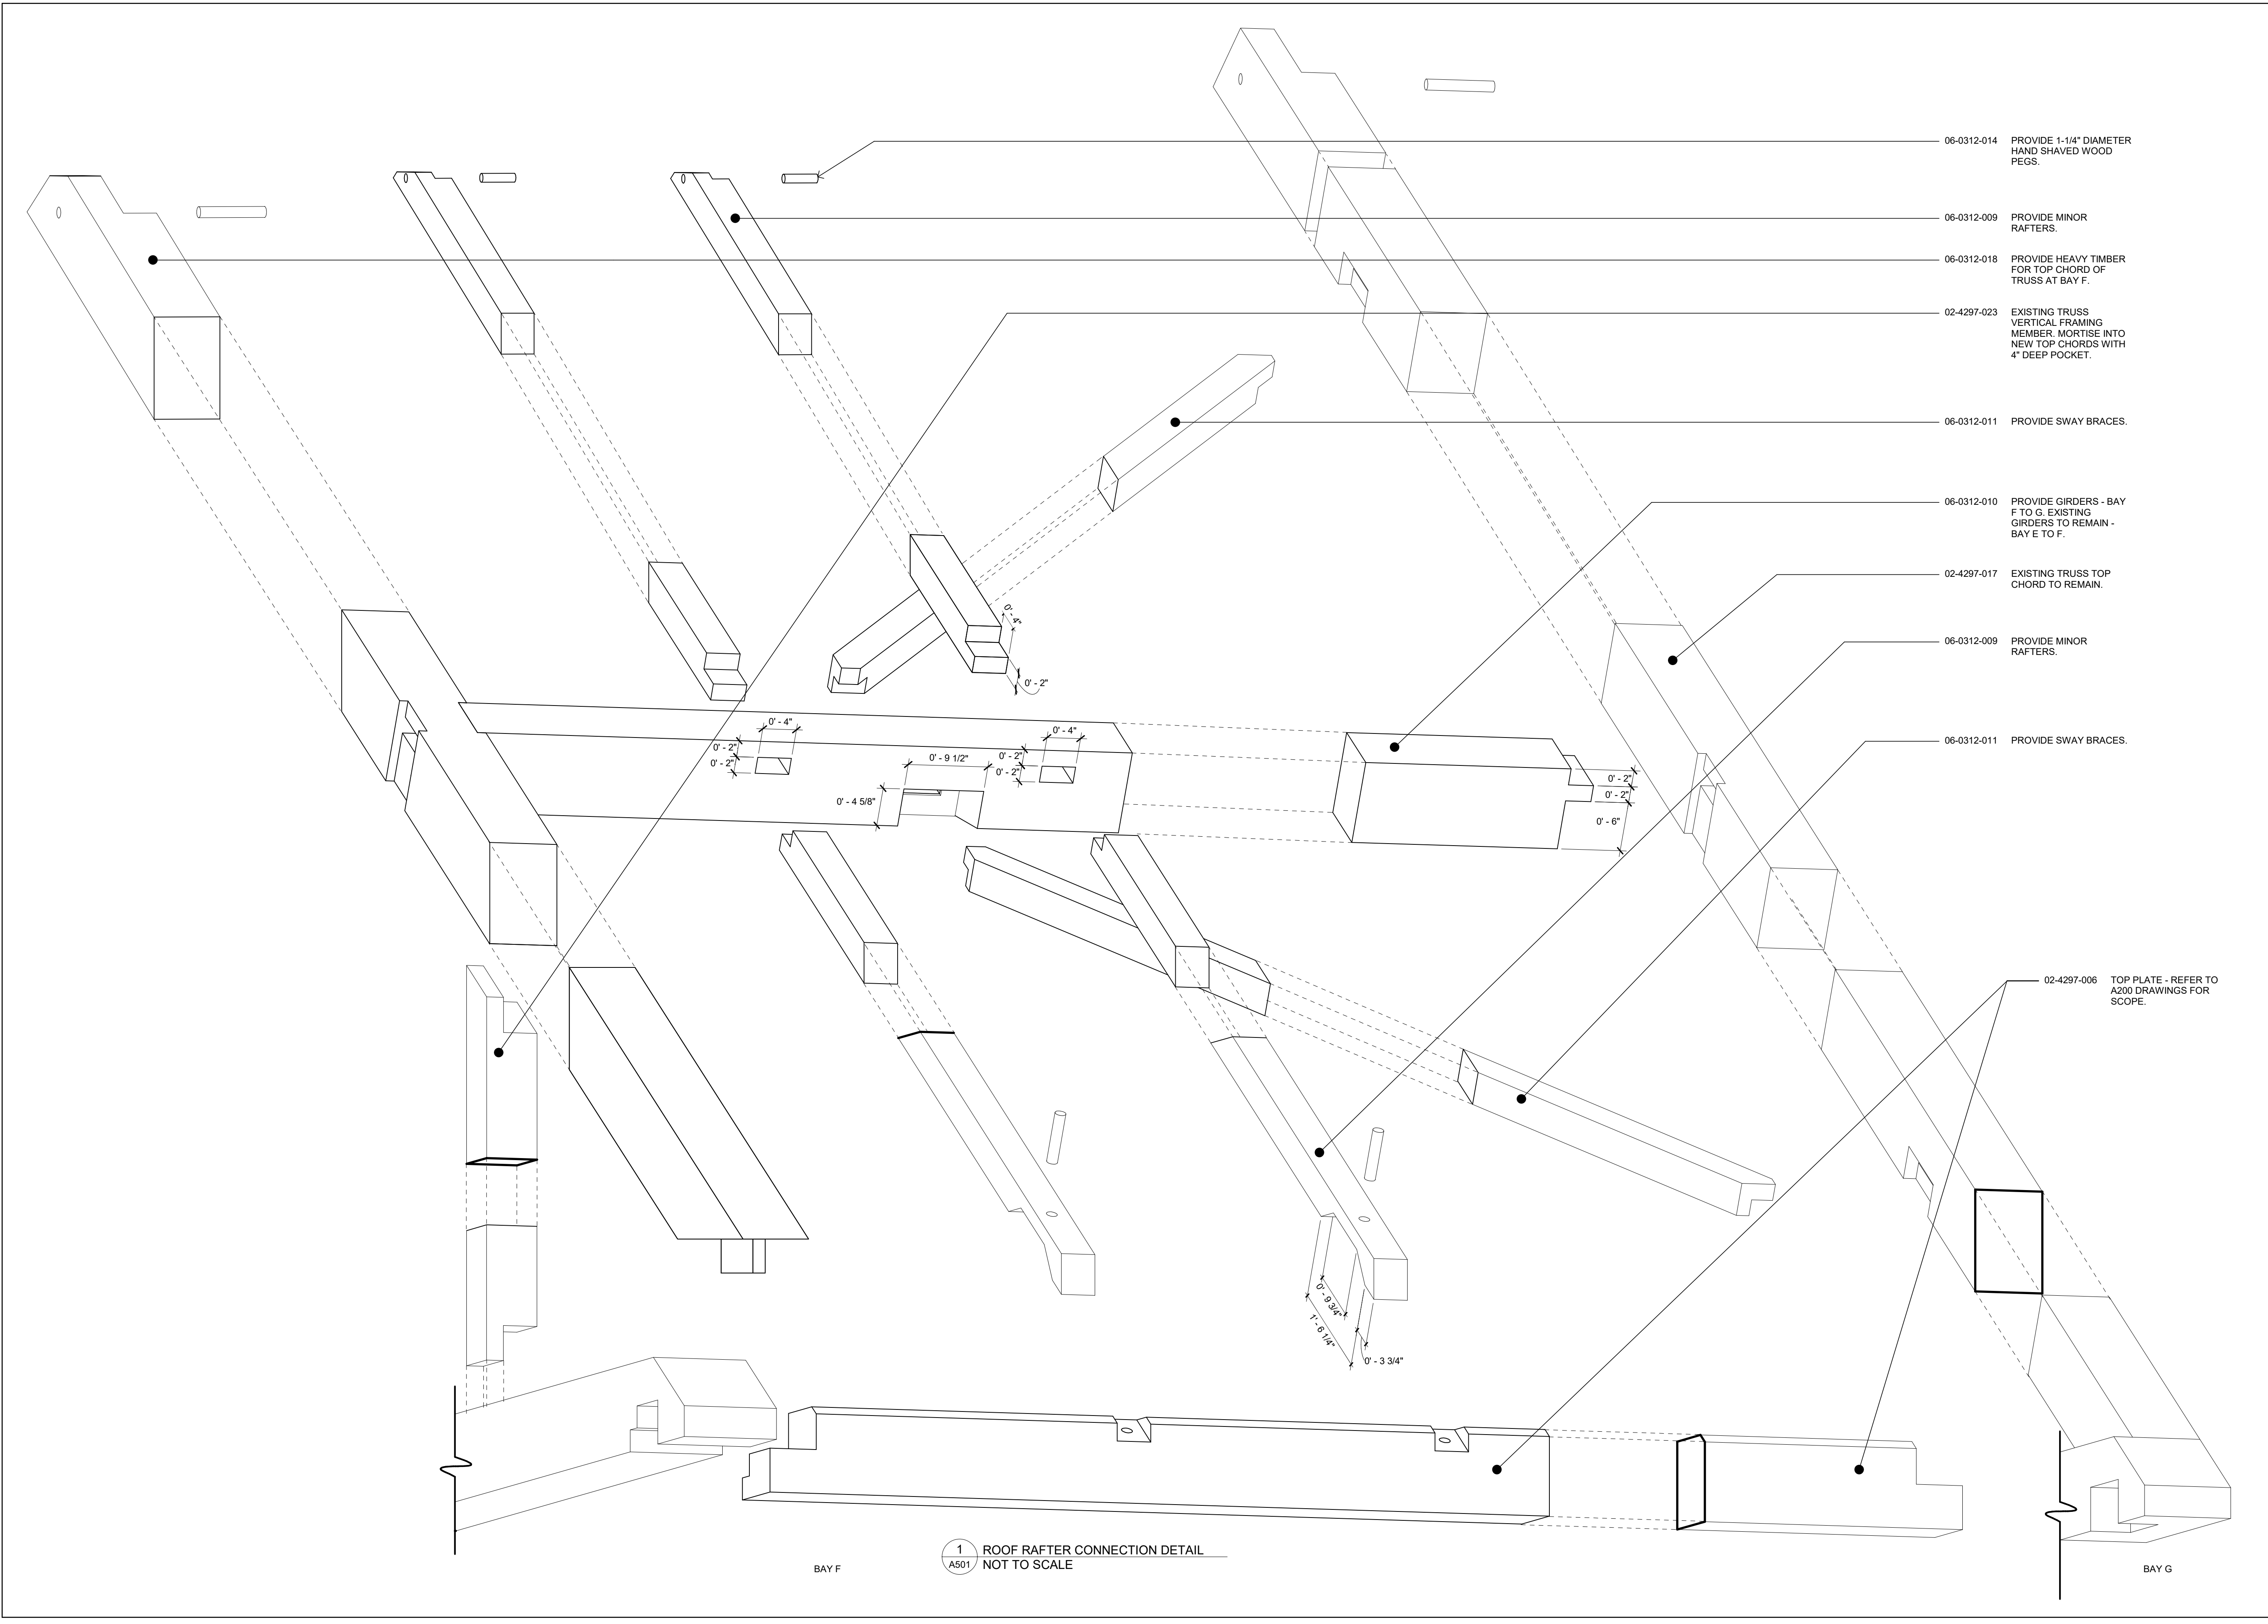 06-0312-014 PROVIDE 1-1/4" DIAMETER
HAND SHAVED WOOD
PEGS.
06-0312-009 PROVIDE MINOR
RAFTERS.
06-0312-018 PROVIDE HEAVY TIMBER
FOR TOP CHORD OF
TRUSS AT BAY F.
02-4297-023 EXISTING TRUSS
VERTICAL FRAMING
MEMBER. MORTISE INTO
NEW TOP CHORDS WITH
4" DEEP POCKET.
06-0312-011 PROVIDE SWAY BRACES.
06-0312-010 PROVIDE GIRDERS - BAY
F TO G. EXISTING
GIRDERS TO REMAIN -
BAY E TO F.
02-4297-017 EXISTING TRUSS TOP
CHORD TO REMAIN.
06-0312-009 PROVIDE MINOR
RAFTERS.
06-0312-011 PROVIDE SWAY BRACES.
02-4297-006 TOP PLATE - REFER TO
A200 DRAWINGS FOR
SCOPE.
0' - 4"
0' - 2"
0' - 4"
0' - 2"
0' - 2"
0' - 9 1/2"
0' - 4 5/8"
0' - 4"
0' - 2"
0' - 2"
0' - 2"
0' - 2"
0' - 6"
0' - 9 3/4"
1' - 6 1/4"
0' - 3 3/4"
1
A501
ROOF RAFTER CONNECTION DETAIL
NOT TO SCALE
BAY F
BAY G